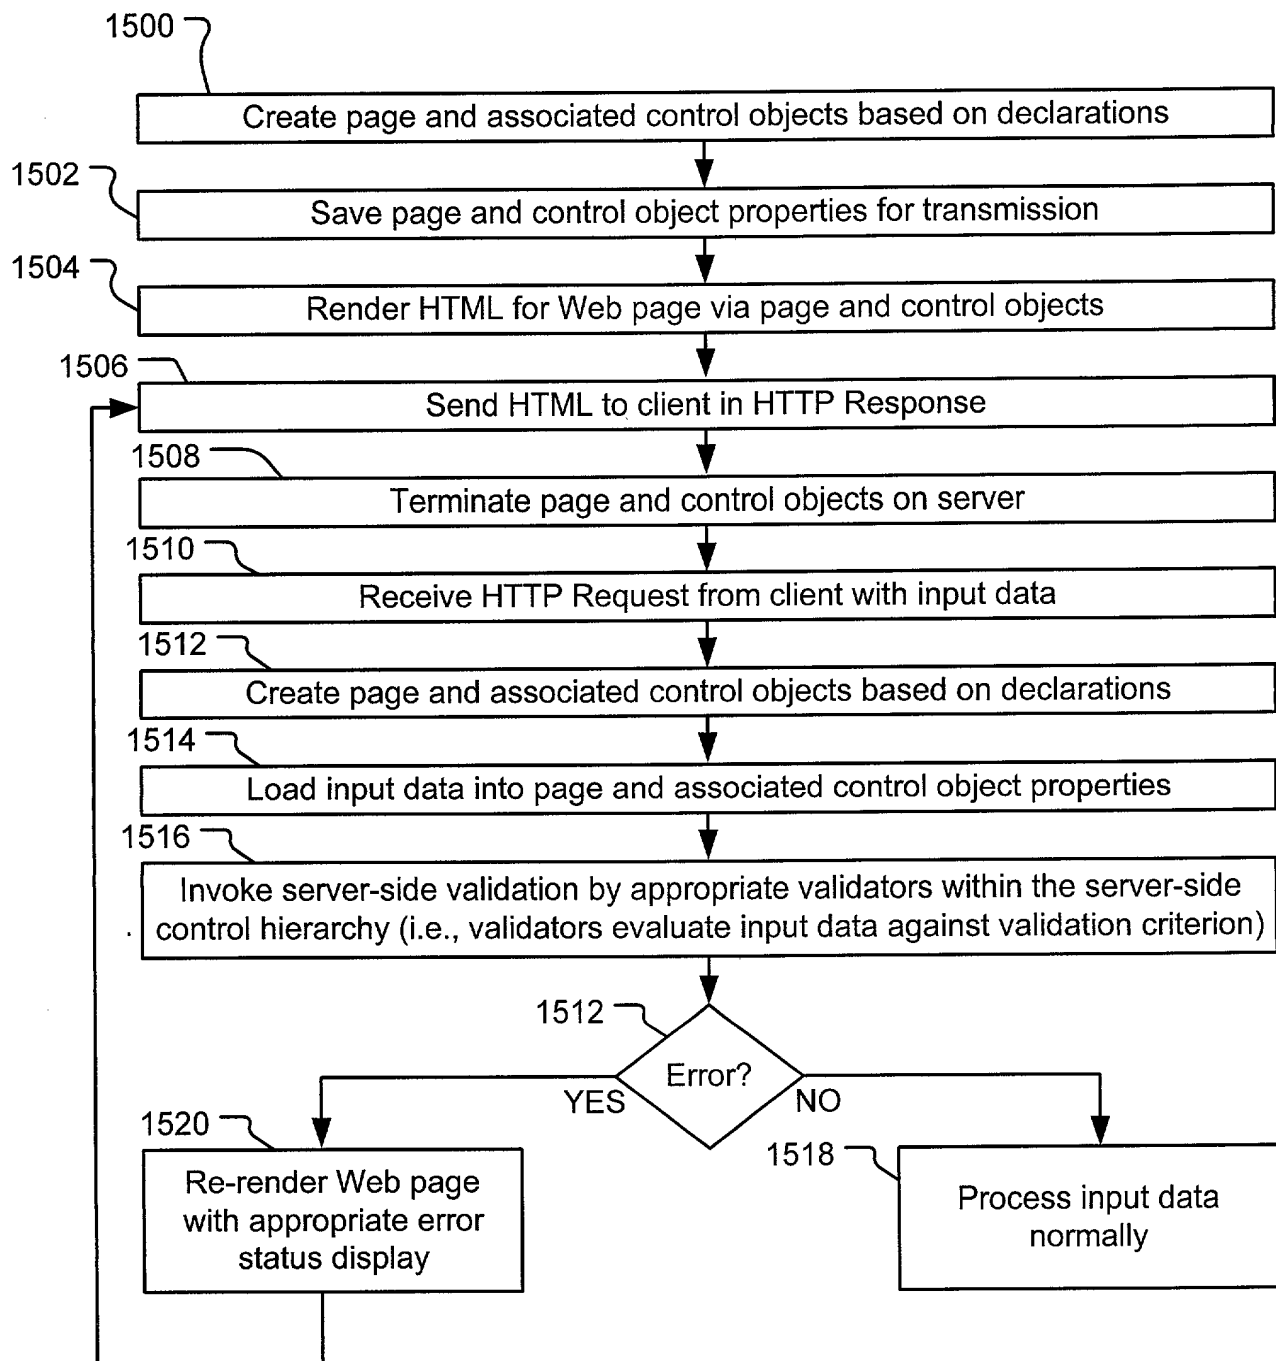 1500
Create page and associated control objects based on declarations
1502
Save page and control object properties for transmission
1504
Render HTML for Web page via page and control objects
1506
Send HTML to client in HTTP Response
1508
Terminate page and control objects on server
1510
Receive HTTP Request from client with input data
1512
Create page and associated control objects based on declarations
1514
Load input data into page and associated control object properties
1516
Invoke server-side validation by appropriate validators within the server-side
control hierarchy (i.e., validators evaluate input data against validation criterion)
1512
Error?
YES
NO
1520
Re-render Web page
with appropriate error
status display
1518
Process input data
normally